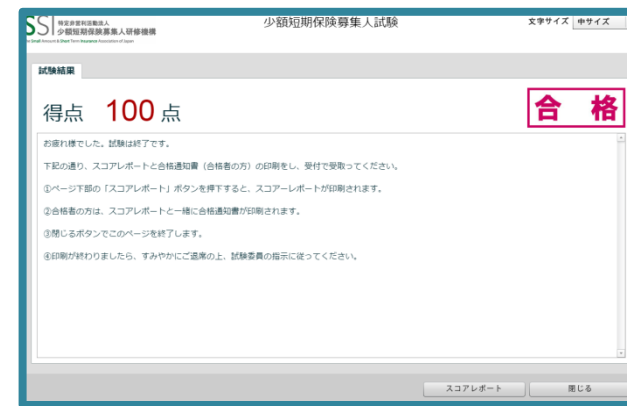 SSI 特定非営利活動法人
少額短期保険募集人研修機構
Small Amount & Short Term Insurance Association of Japan
少額短期保険募集人試験
文字サイズ 中サイズ
試験結果
得点 100 点
合 格
お疲れ様でした。試験は終了です。
下記の通り、スコアレポートと合格通知書（合格者の方）の印刷をし、受付で受取ってください。
①ページ下部の「スコアレポート」ボタンを押下すると、スコアーレポートが印刷されます。
②合格者の方は、スコアレポートと一緒に合格通知書が印刷されます。
③閉じるボタンでこのページを終了します。
④印刷が終わりましたら、すみやかにご退席の上、試験委員の指示に従ってください。
スコアレポート 閉じる